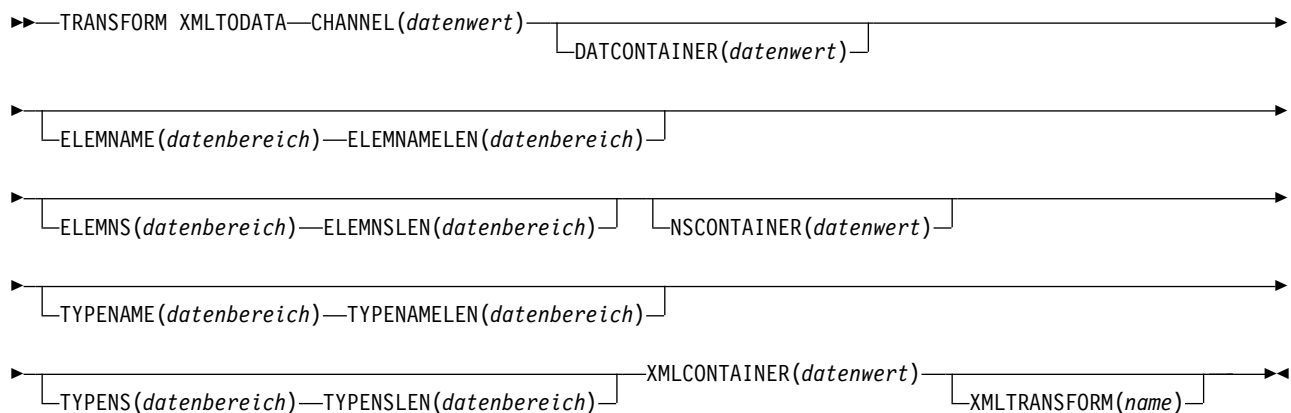 TRANSFORM XMLTODATA CHANNEL(datenwert)
DATCONTAINER(datenwert)
ELEMNAME(datenbereich) ELEMNAMELEN(datenbereich)
ELEMNS(datenbereich) ELEMNSLEN(datenbereich) NSCONTAINER(datenwert)
TYPENAME(datenbereich) TYPENAMELEN(datenbereich)
XMLCONTAINER(datenwert)
TYPENS(datenbereich) TYPENSLEN(datenbereich) XMLTRANSFORM(name)